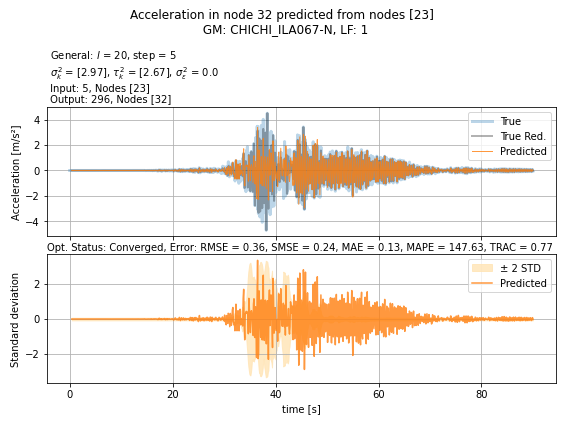 Acceleration in node 32 predicted from nodes [23]
GM: CHICHI_ILA067-N, LF: 1
General: l = 20, step = 5
σ²ₖ = [2.97], τ²ₖ = [2.67], σ²ε = 0.0
Input: 5, Nodes [23]
Output: 296, Nodes [32]
Acceleration [m/s²]
4
2
0
−2
−4
True
True Red.
Predicted
Opt. Status: Converged, Error: RMSE = 0.36, SMSE = 0.24, MAE = 0.13, MAPE = 147.63, TRAC = 0.77
Standard deviation
2
0
−2
± 2 STD
Predicted
0 20 40 60 80
time [s]